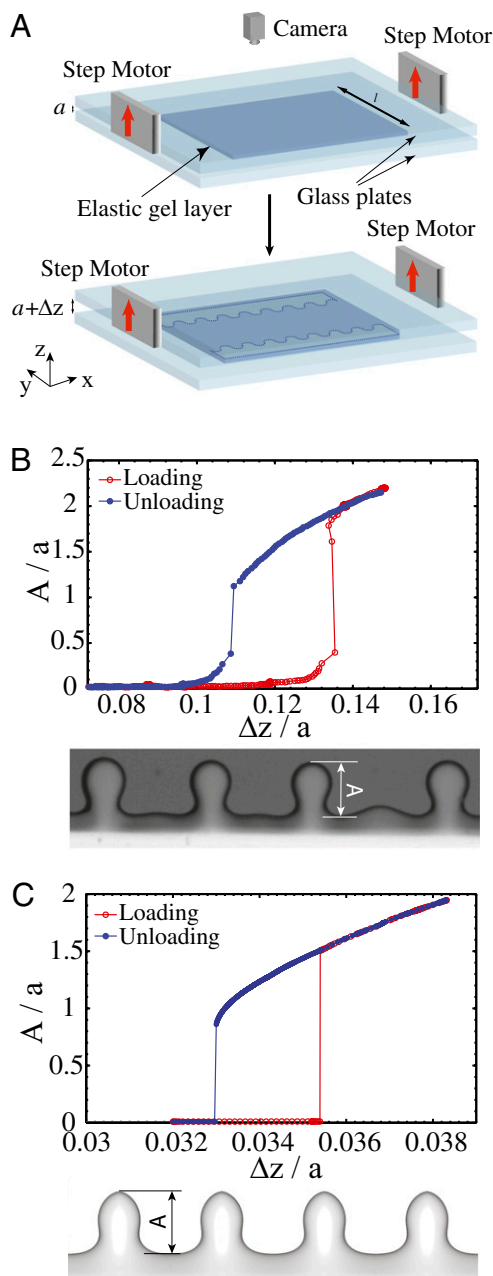 A
Camera
Step Motor
Step Motor
a
l
Elastic gel layer
Glass plates
Step Motor
Step Motor
a+Δz
z
y
x
B
2.5
2
1.5
1
0.5
0
A / a
Loading
Unloading
0.08
0.1
0.12
0.14
0.16
Δz / a
A
C
2
1.5
1
0.5
0
A / a
Loading
Unloading
0.03
0.032
0.034
0.036
0.038
Δz / a
A